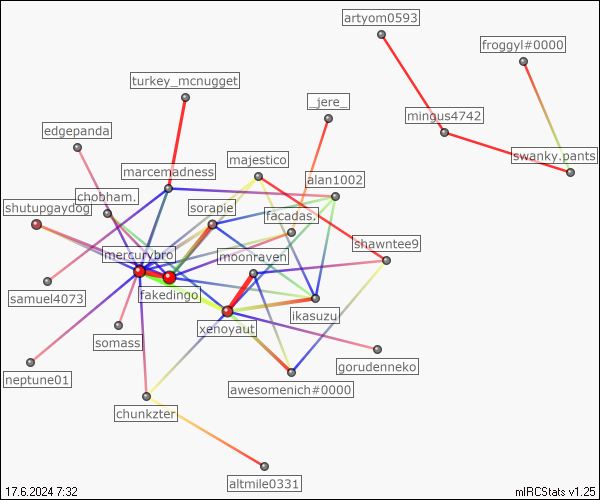 artyom0593
froggyl#0000
turkey_mcnugget
_jere_
mingus4742
edgepanda
majestico
swanky.pants
marcemadness
alan1002
chobham.
shutupgaydog
sorapie
facadas.
shawntee9
mercurybro
moonraven
fakedingo
samuel4073
ikasuzu
xenoyaut
somass
gorudenneko
neptune01
awesomenich#0000
chunkzter
altmile0331
17.6.2024 7:32
mIRCStats v1.25